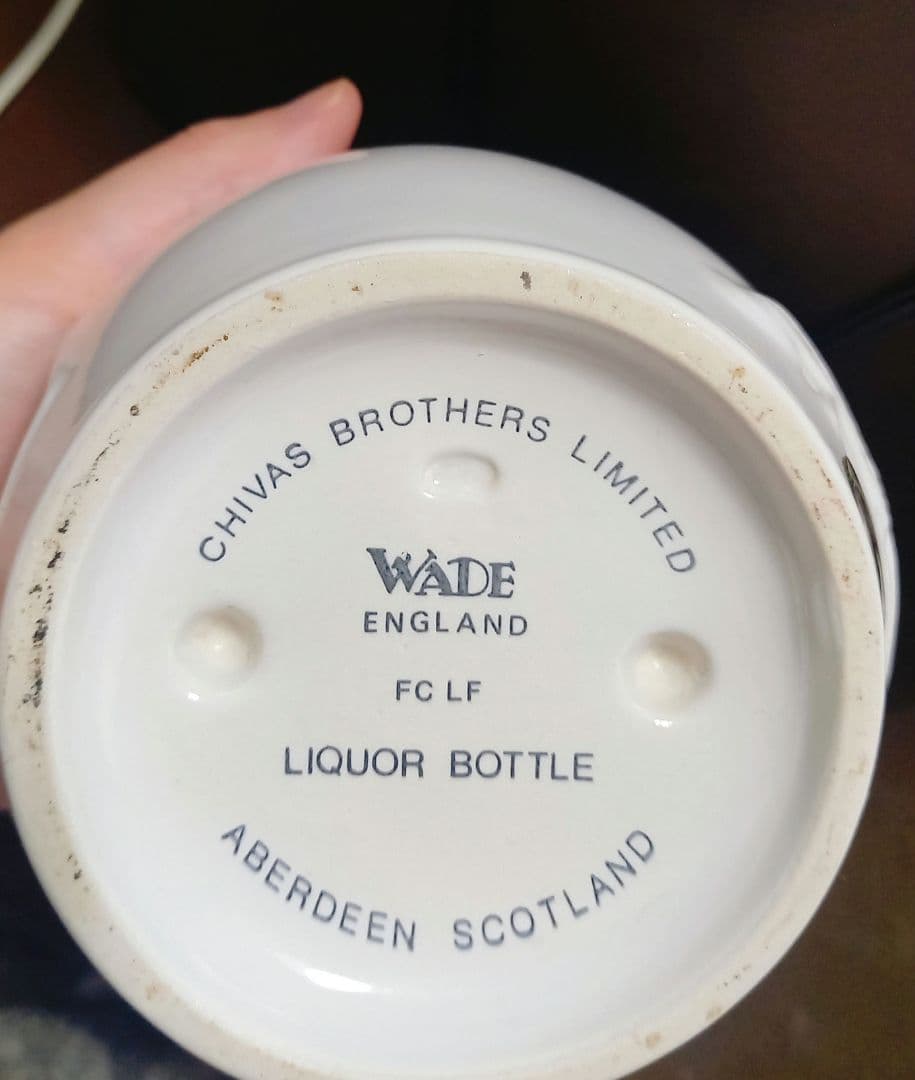 CHIVAS BROTHERS LIMITED
WADE
ENGLAND
FC LF
LIQUOR BOTTLE
ABERDEEN SCOTLAND